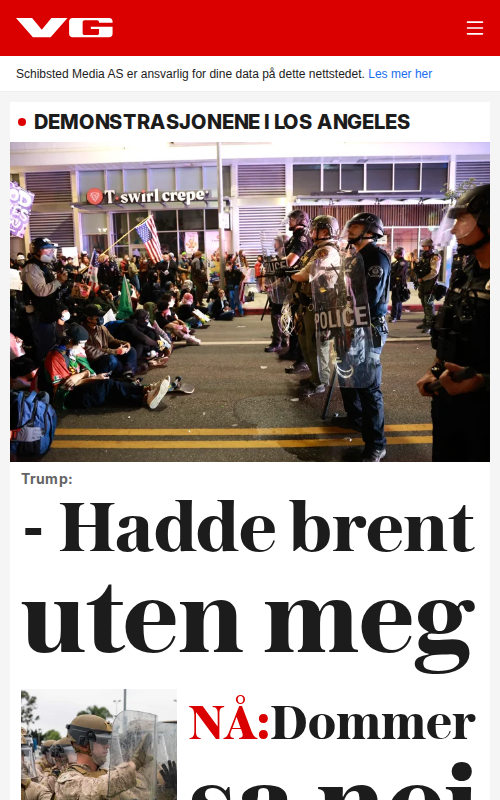 VG
Schibsted Media AS er ansvarlig for dine data på dette nettstedet. Les mer her
DEMONSTRASJONENE I LOS ANGELES
T-swirl crepe
POLICE
Trump:
- Hadde brent
uten meg
NÅ: Dommer
sa nei